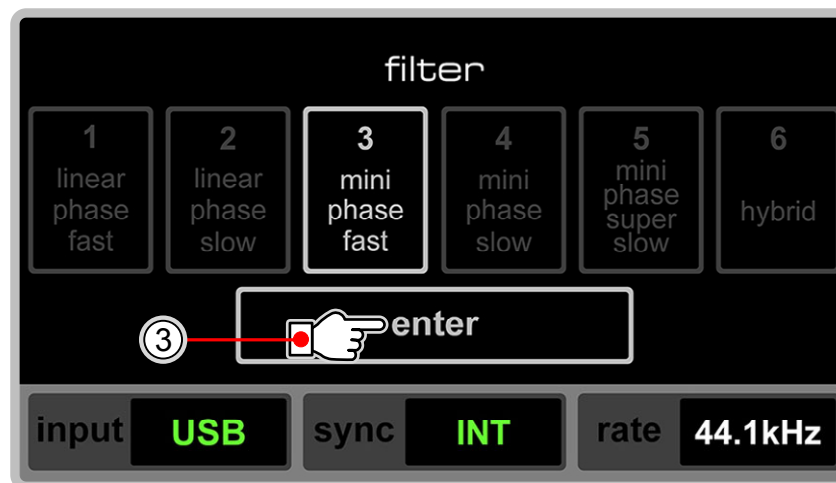 filter
1
linear
phase
fast
2
linear
phase
slow
3
mini
phase
fast
4
mini
phase
slow
5
mini
phase
super
slow
6
hybrid
3
enter
input USB sync INT rate 44.1kHz